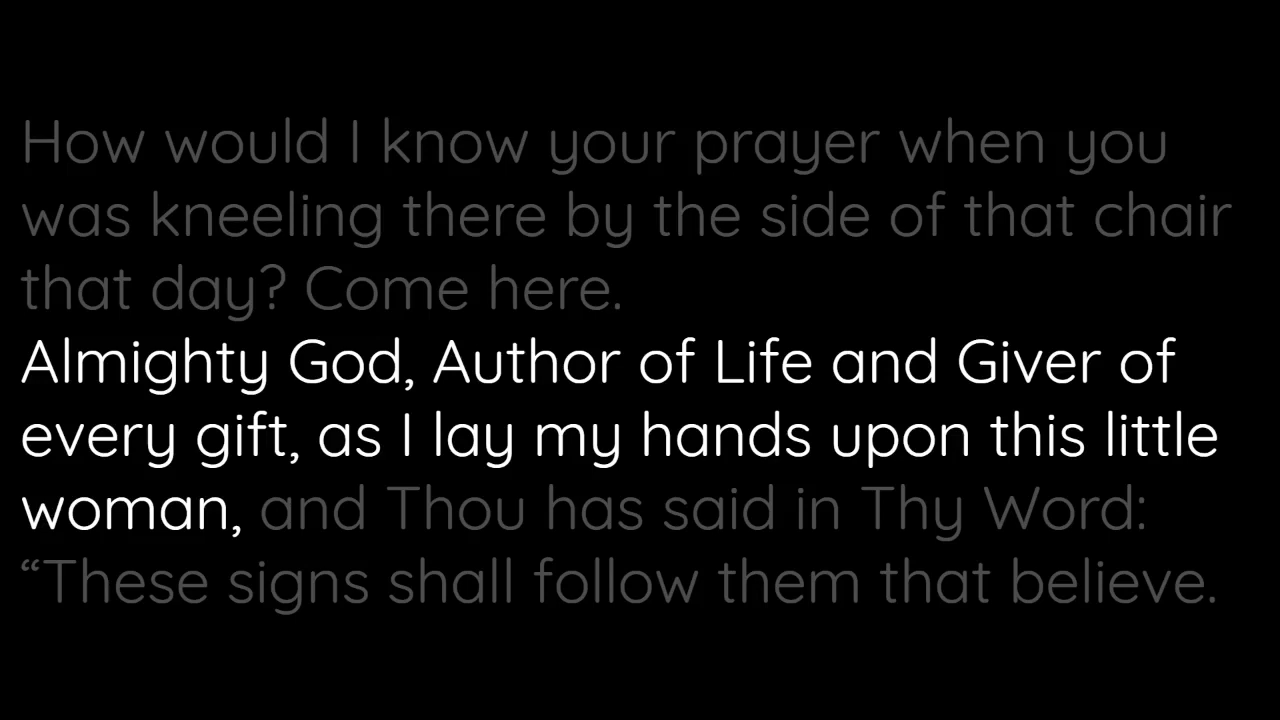 How would I know your prayer when you
was kneeling there by the side of that chair
that day? Come here.
Almighty God, Author of Life and Giver of
every gift, as I lay my hands upon this little
woman, and Thou has said in Thy Word:
“These signs shall follow them that believe.